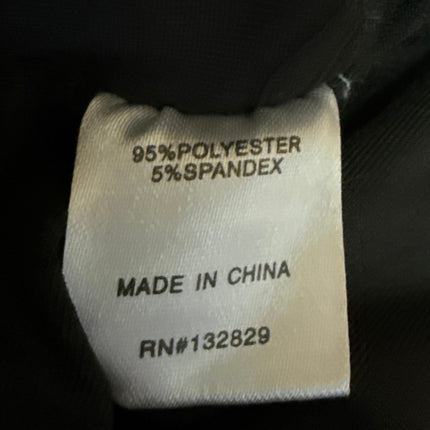 95%POLYESTER
5%SPANDEX
MADE IN CHINA
RN#132829